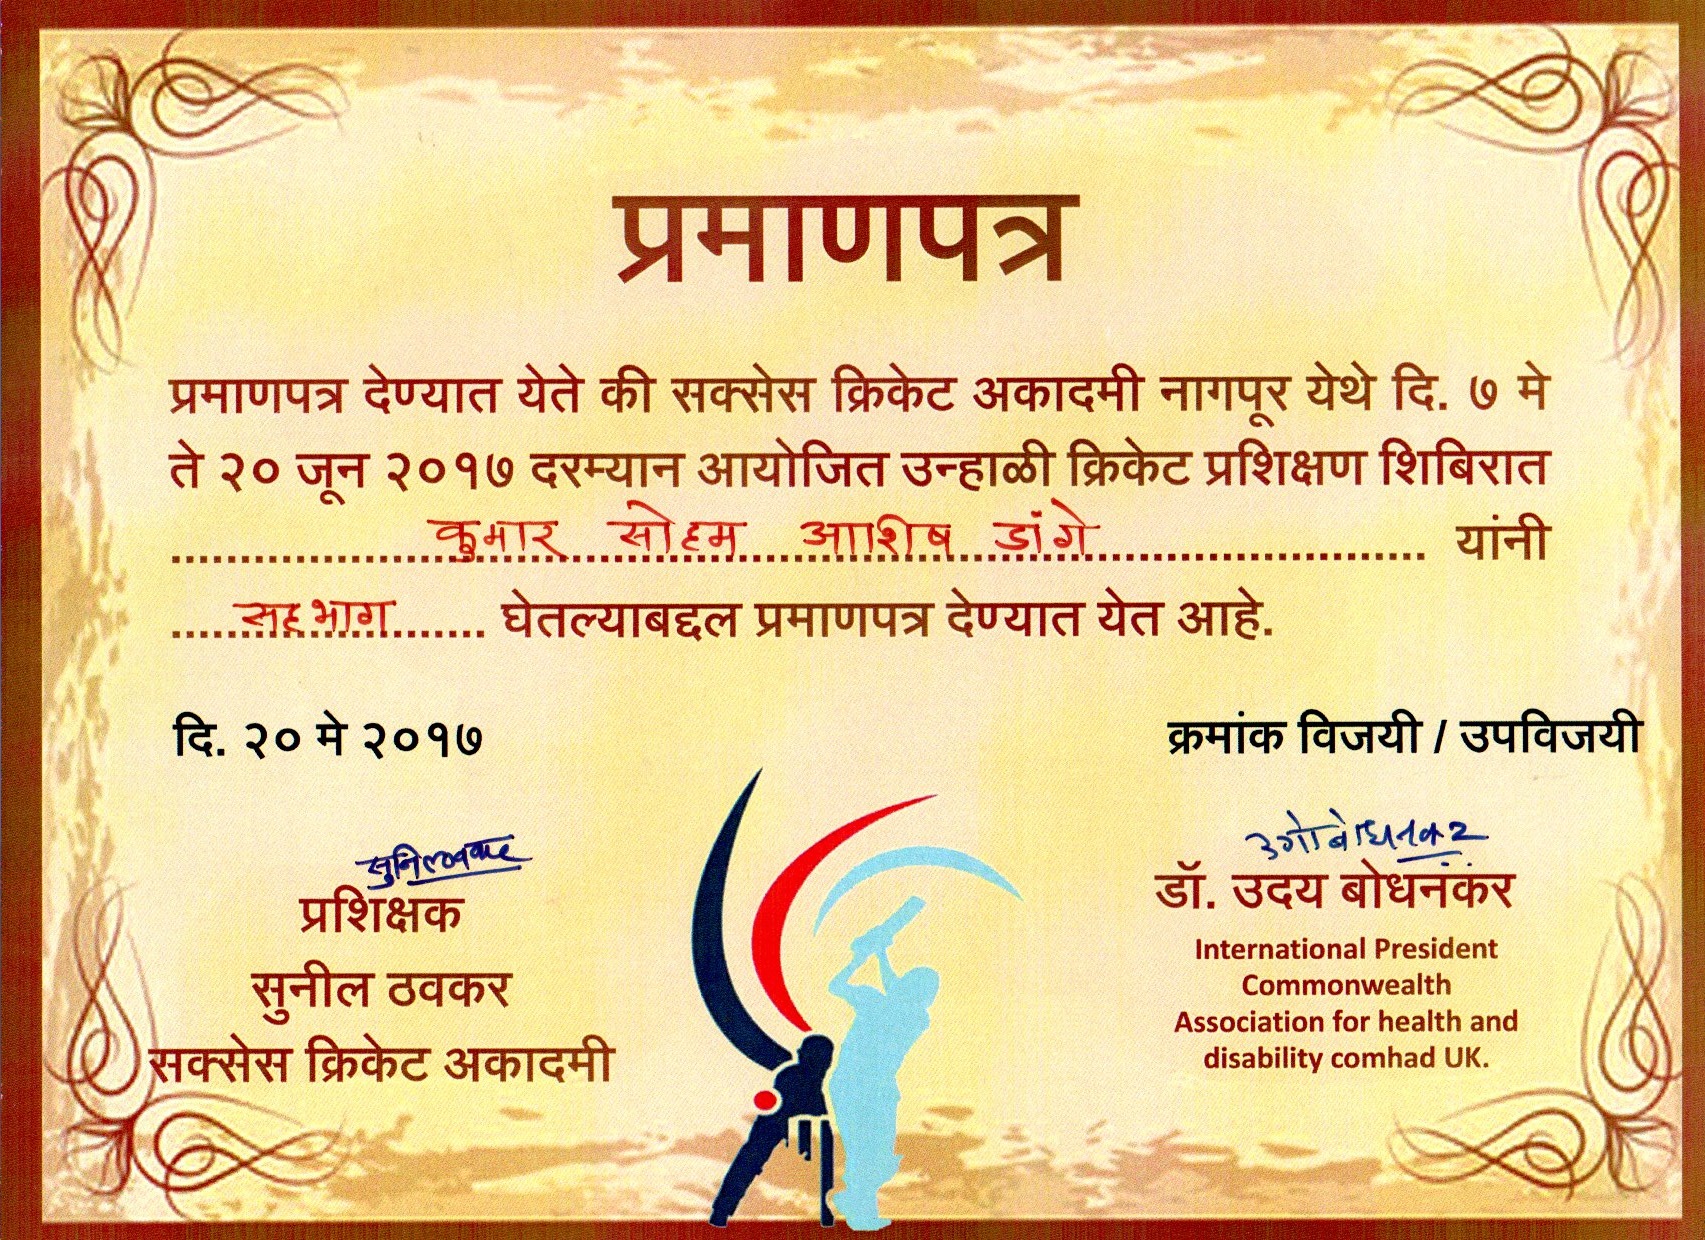 प्रमाणपत्र
प्रमाणपत्र देण्यात येते की सक्सेस क्रिकेट अकादमी नागपूर येथे दि. ७ मे
ते २० जून २०१७ दरम्यान आयोजित उन्हाळी क्रिकेट प्रशिक्षण शिबिरात
कुमार सोहम आशिष डांगे यांनी
सहभाग घेतल्याबद्दल प्रमाणपत्र देण्यात येत आहे.
दि. २० मे २०१७
क्रमांक विजयी / उपविजयी
प्रशिक्षक
सुनील ठवकर
सक्सेस क्रिकेट अकादमी
डॉ. उदय बोधनंकर
International President
Commonwealth
Association for health and
disability comhad UK.